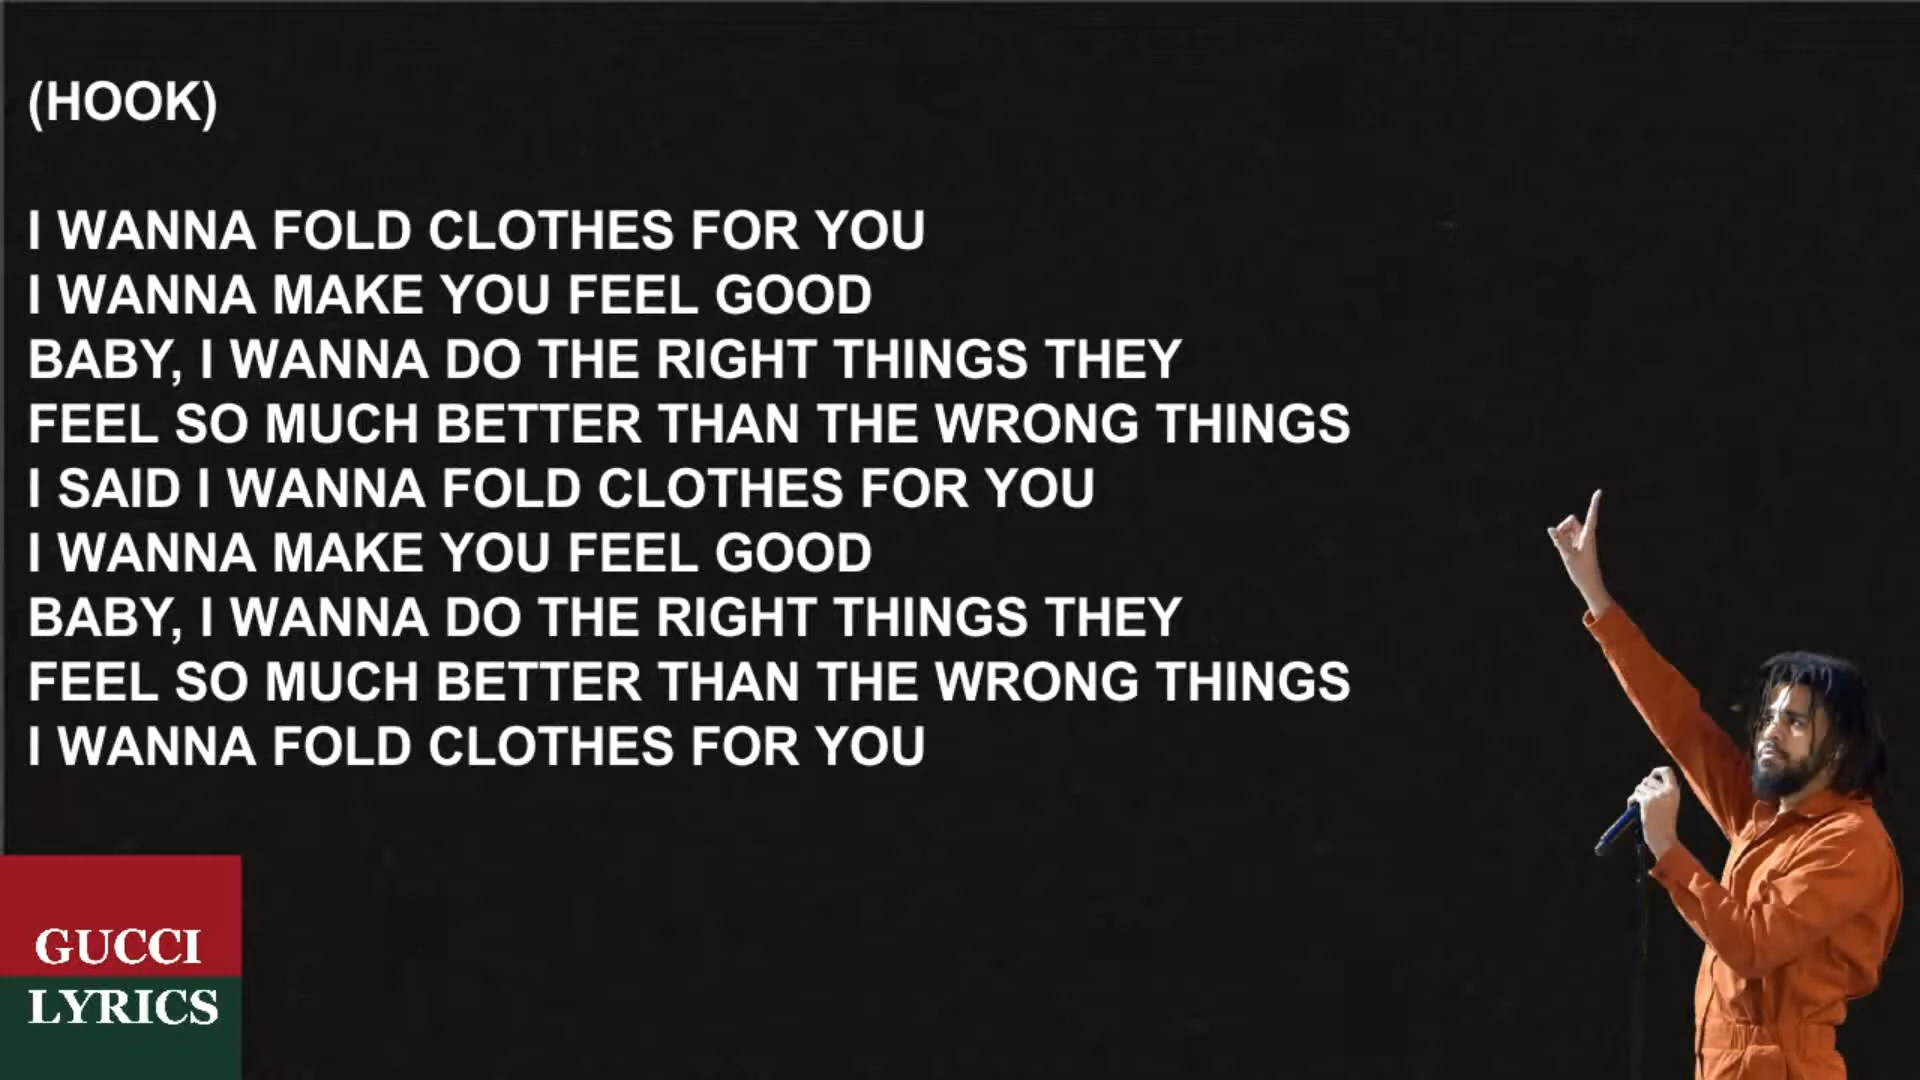 (HOOK)
I WANNA FOLD CLOTHES FOR YOU
I WANNA MAKE YOU FEEL GOOD
BABY, I WANNA DO THE RIGHT THINGS THEY
FEEL SO MUCH BETTER THAN THE WRONG THINGS
I SAID I WANNA FOLD CLOTHES FOR YOU
I WANNA MAKE YOU FEEL GOOD
BABY, I WANNA DO THE RIGHT THINGS THEY
FEEL SO MUCH BETTER THAN THE WRONG THINGS
I WANNA FOLD CLOTHES FOR YOU
GUCCI
LYRICS